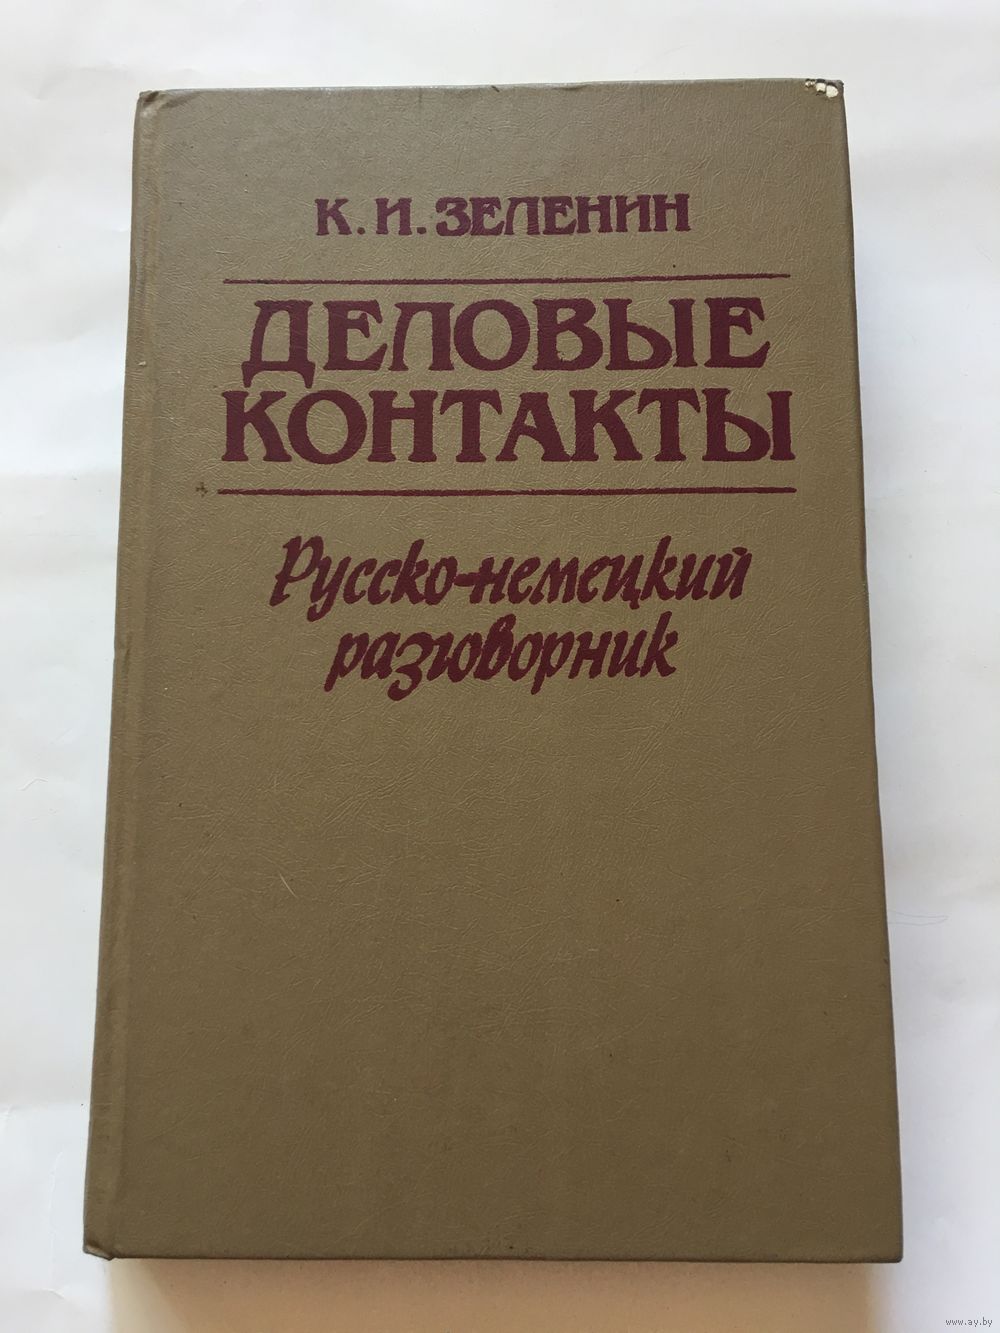 К. И. ЗЕЛЕНИН
ДЕЛОВЫЕ
КОНТАКТЫ
Русско-немецкий
разговорник
www.ay.by